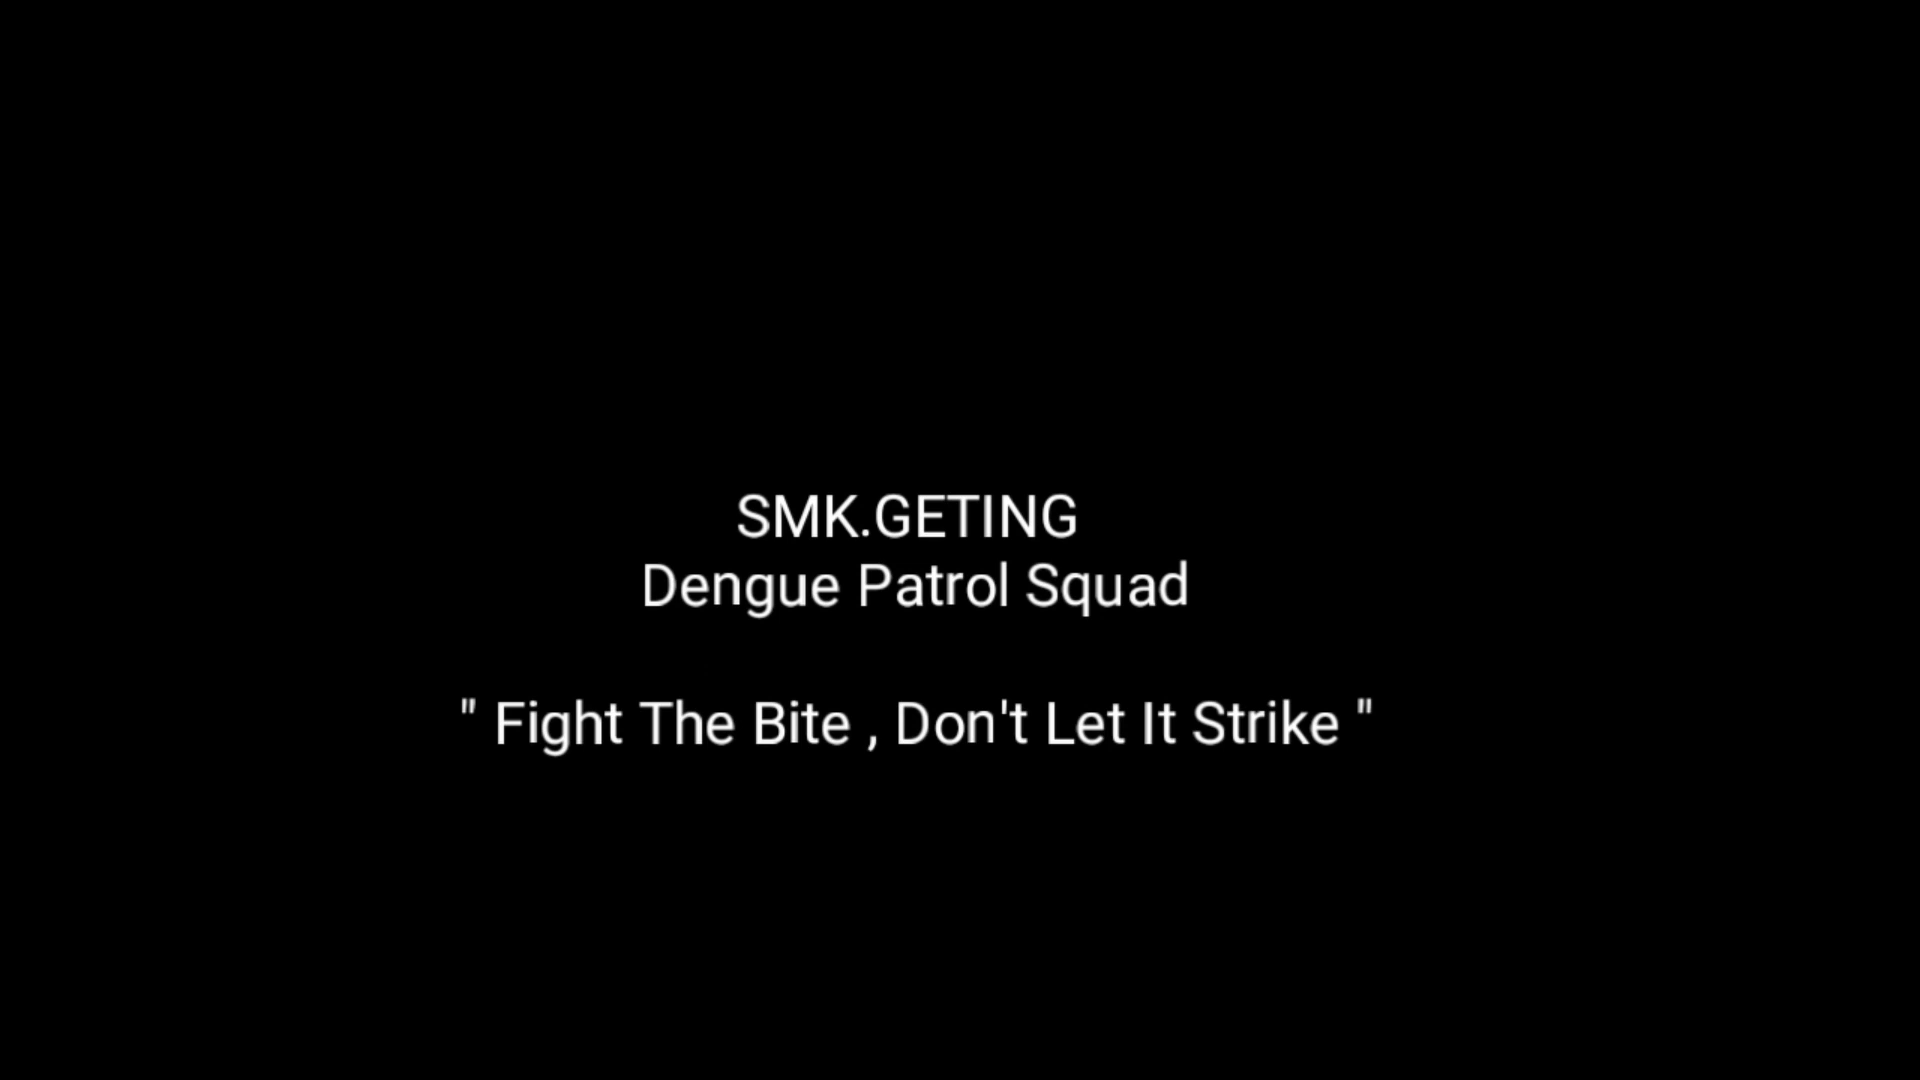 SMK.GETING
Dengue Patrol Squad
" Fight The Bite , Don't Let It Strike "